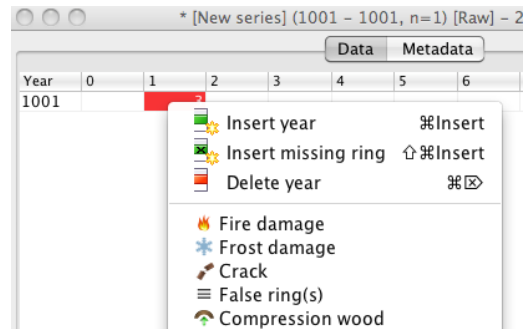 * [New series] (1001 – 1001, n=1) [Raw] – 2
Data Metadata
Year 0 1 2 3 4 5 6
1001
Insert year ⌘Insert
Insert missing ring ⇧⌘Insert
Delete year ⌘⌦
Fire damage
Frost damage
Crack
False ring(s)
Compression wood